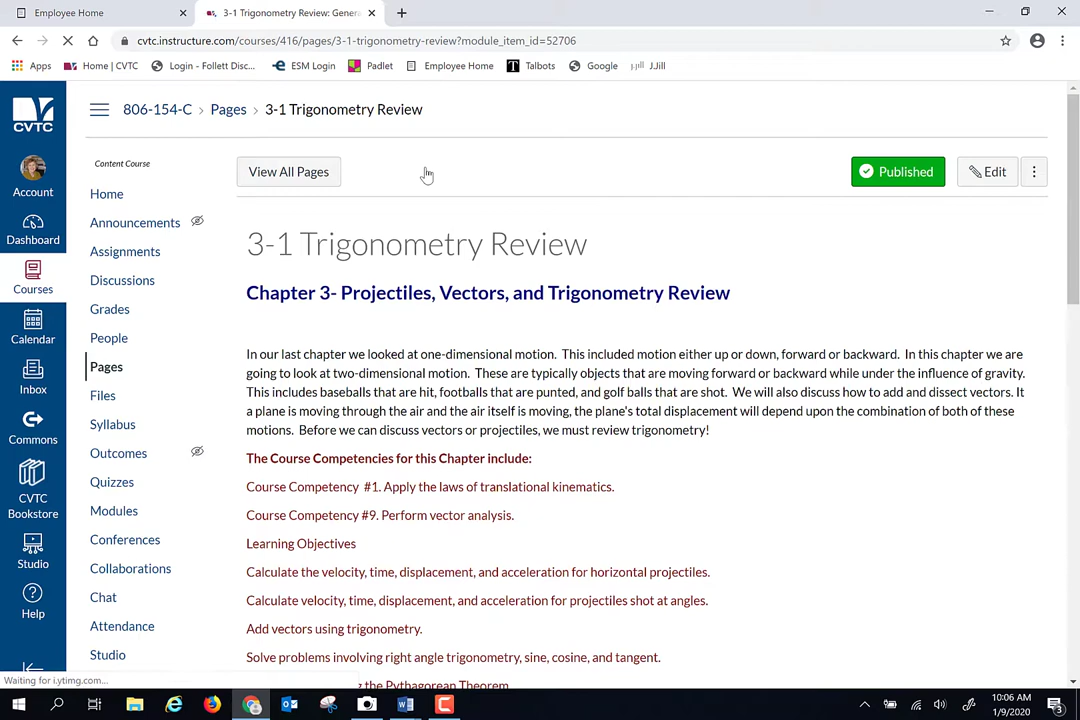 Employee Home
3-1 Trigonometry Review: Genera
cvtc.instructure.com/courses/416/pages/3-1-trigonometry-review?module_item_id=52706
Apps Home | CVTC Login - Follett Disc... ESM Login Padlet Employee Home Talbots Google J.Jill
CVTC
Account
Dashboard
Courses
Calendar
Inbox
Commons
CVTC
Bookstore
Studio
Help
806-154-C > Pages > 3-1 Trigonometry Review
Content Course
Home
Announcements
Assignments
Discussions
Grades
People
Pages
Files
Syllabus
Outcomes
Quizzes
Modules
Conferences
Collaborations
Chat
Attendance
Studio
View All Pages
Published
Edit
3-1 Trigonometry Review
Chapter 3- Projectiles, Vectors, and Trigonometry Review
In our last chapter we looked at one-dimensional motion. This included motion either up or down, forward or backward. In this chapter we are
going to look at two-dimensional motion. These are typically objects that are moving forward or backward while under the influence of gravity.
This includes baseballs that are hit, footballs that are punted, and golf balls that are shot. We will also discuss how to add and dissect vectors. It
a plane is moving through the air and the air itself is moving, the plane's total displacement will depend upon the combination of both of these
motions. Before we can discuss vectors or projectiles, we must review trigonometry!
The Course Competencies for this Chapter include:
Course Competency #1. Apply the laws of translational kinematics.
Course Competency #9. Perform vector analysis.
Learning Objectives
Calculate the velocity, time, displacement, and acceleration for horizontal projectiles.
Calculate velocity, time, displacement, and acceleration for projectiles shot at angles.
Add vectors using trigonometry.
Solve problems involving right angle trigonometry, sine, cosine, and tangent.
the Pythagorean Theorem
Waiting for i.ytimg.com...
10:06 AM
1/9/2020
3